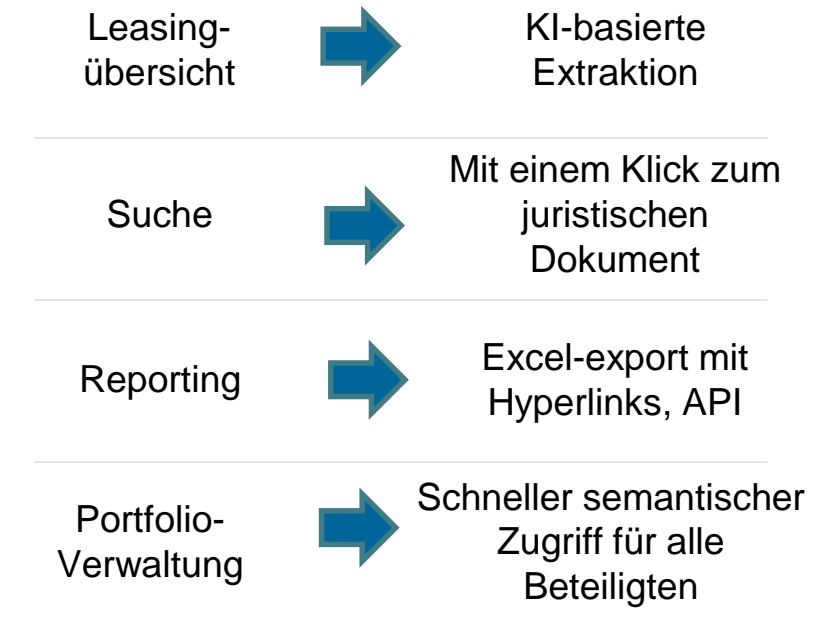 Leasing-
übersicht
KI-basierte
Extraktion
Suche
Mit einem Klick zum
juristischen
Dokument
Reporting
Excel-export mit
Hyperlinks, API
Portfolio-
Verwaltung
Schneller semantischer
Zugriff für alle
Beteiligten